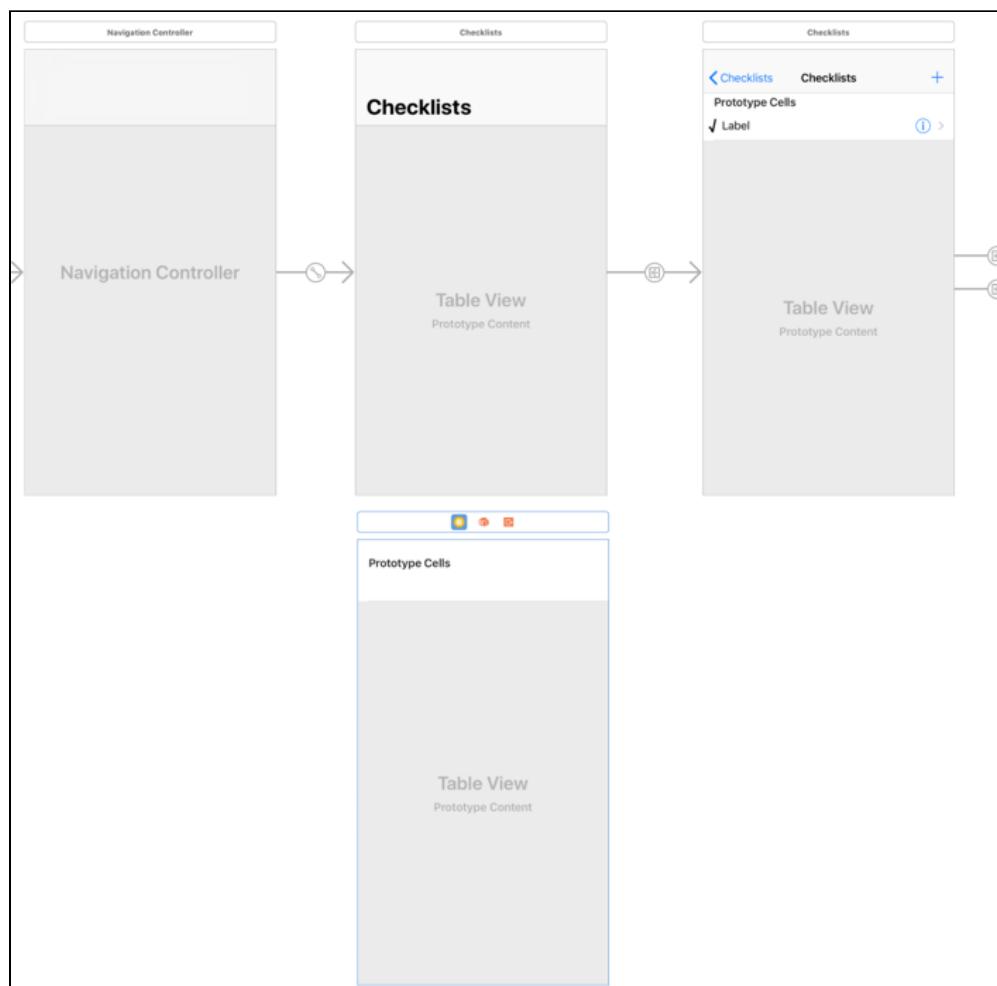 Navigation Controller
Checklists
Checklists
Checklists
Checklists
Checklists
Prototype Cells
Label
Navigation Controller
Table View
Prototype Content
Table View
Prototype Content
Prototype Cells
Table View
Prototype Content